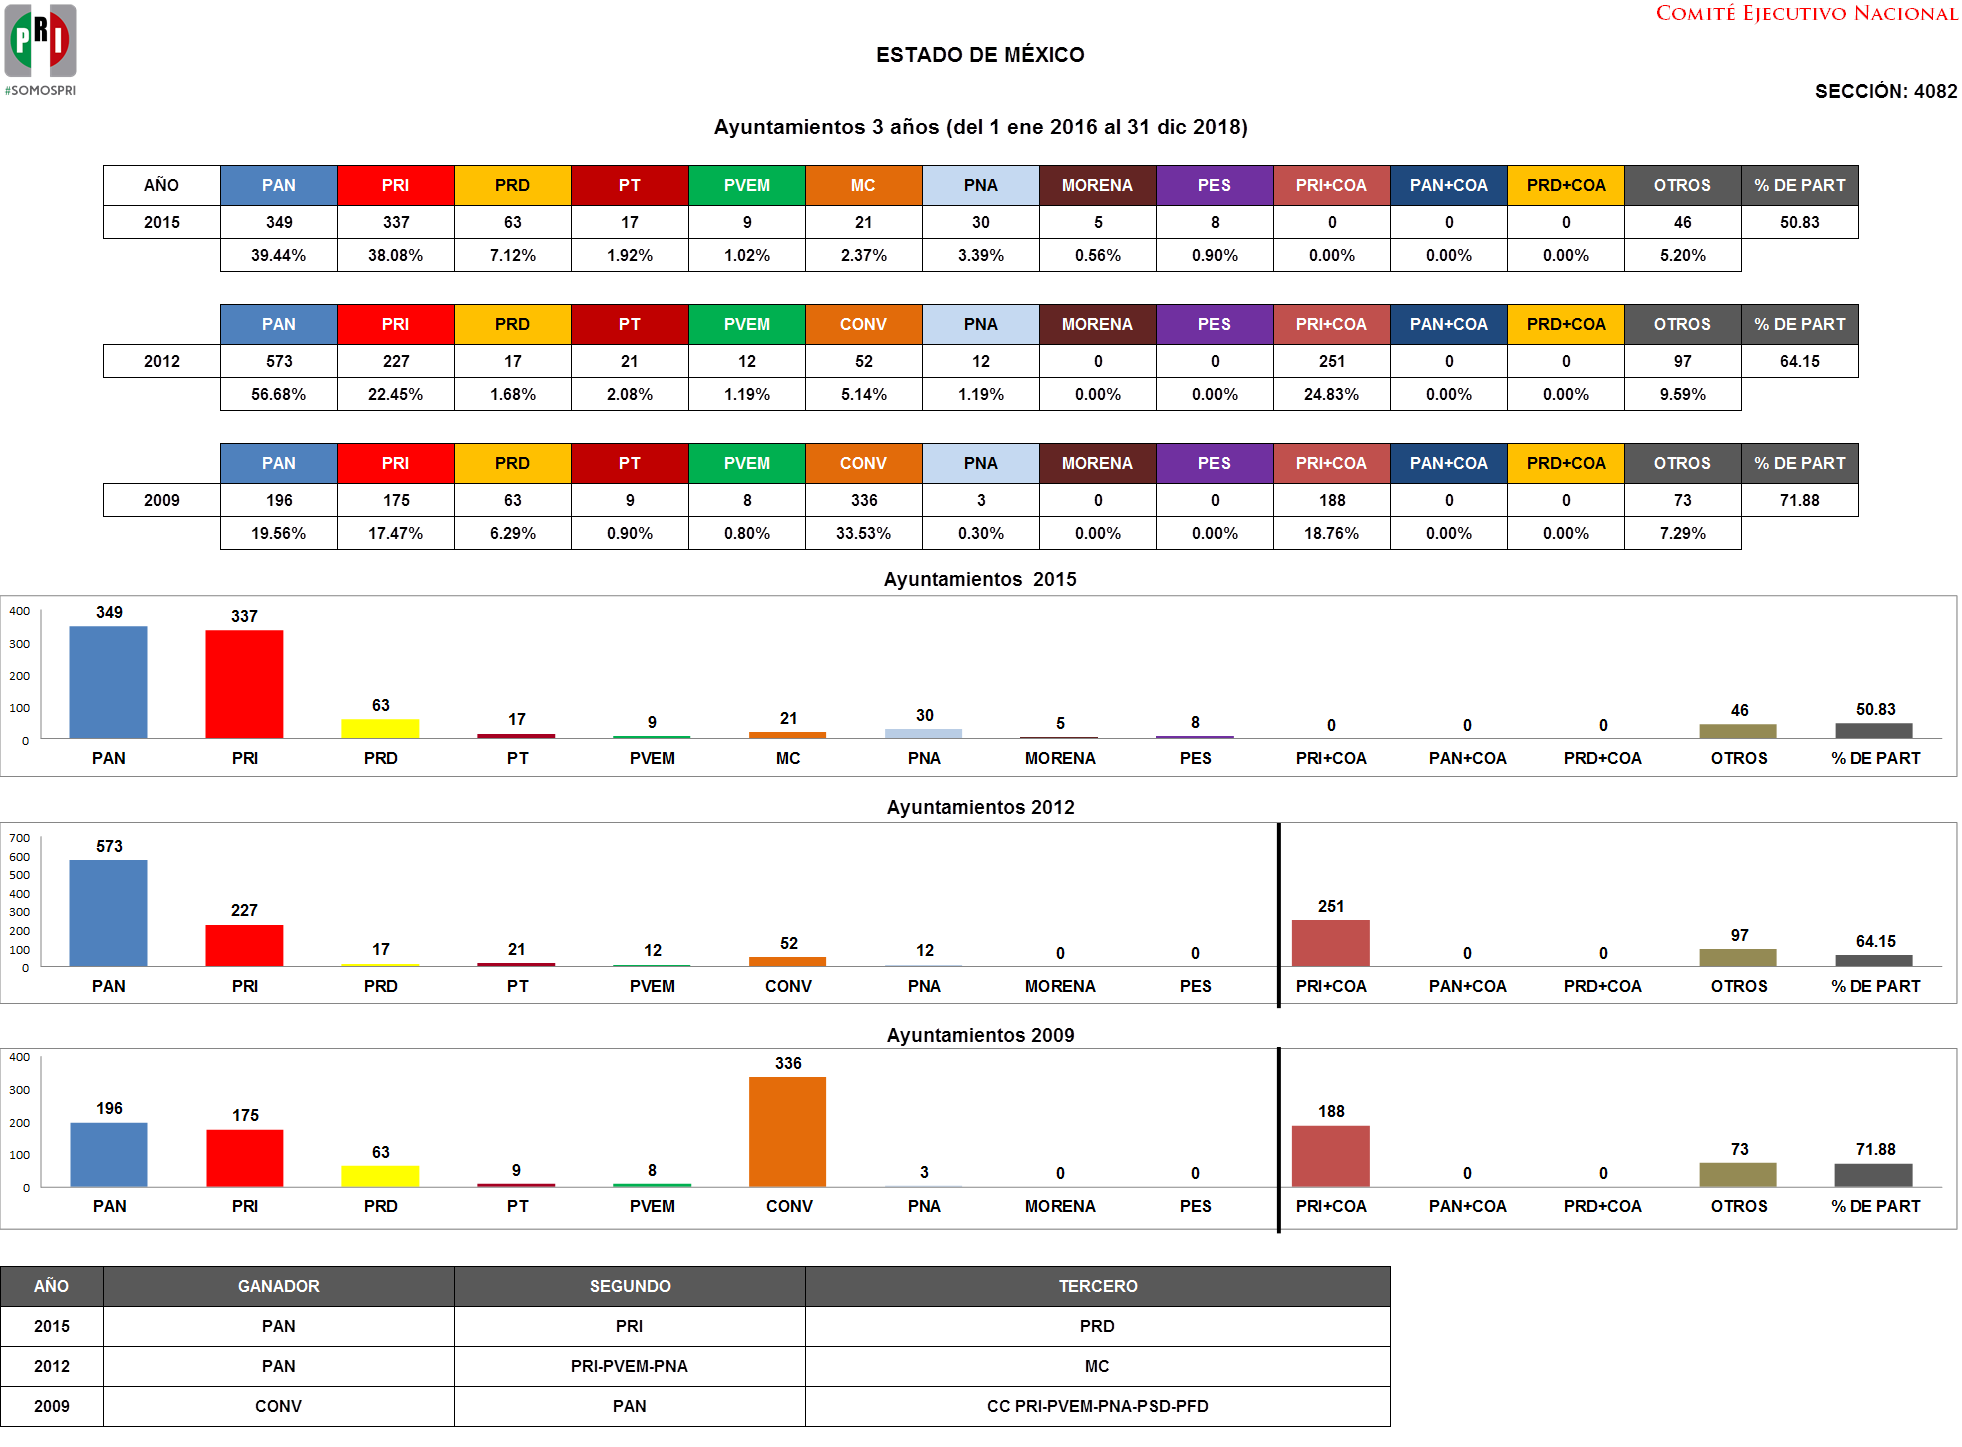 PRI
#SOMOSPRI
COMITÉ EJECUTIVO NACIONAL
ESTADO DE MÉXICO
SECCIÓN: 4082
Ayuntamientos 3 años (del 1 ene 2016 al 31 dic 2018)
AÑO PAN PRI PRD PT PVEM MC PNA MORENA PES PRI+COA PAN+COA PRD+COA OTROS % DE PART
2015 349 337 63 17 9 21 30 5 8 0 0 0 46 50.83
39.44% 38.08% 7.12% 1.92% 1.02% 2.37% 3.39% 0.56% 0.90% 0.00% 0.00% 0.00% 5.20%
PAN PRI PRD PT PVEM CONV PNA MORENA PES PRI+COA PAN+COA PRD+COA OTROS % DE PART
2012 573 227 17 21 12 52 12 0 0 251 0 0 97 64.15
56.68% 22.45% 1.68% 2.08% 1.19% 5.14% 1.19% 0.00% 0.00% 24.83% 0.00% 0.00% 9.59%
PAN PRI PRD PT PVEM CONV PNA MORENA PES PRI+COA PAN+COA PRD+COA OTROS % DE PART
2009 196 175 63 9 8 336 3 0 0 188 0 0 73 71.88
19.56% 17.47% 6.29% 0.90% 0.80% 33.53% 0.30% 0.00% 0.00% 18.76% 0.00% 0.00% 7.29%
Ayuntamientos 2015
400
300
200
100
0
349 337 63 17 9 21 30 5 8 0 0 0 46 50.83
PAN PRI PRD PT PVEM MC PNA MORENA PES PRI+COA PAN+COA PRD+COA OTROS % DE PART
Ayuntamientos 2012
700
600
500
400
300
200
100
0
573 227 17 21 12 52 12 0 0 251 0 0 97 64.15
PAN PRI PRD PT PVEM CONV PNA MORENA PES PRI+COA PAN+COA PRD+COA OTROS % DE PART
Ayuntamientos 2009
400
300
200
100
0
196 175 63 9 8 336 3 0 0 188 0 0 73 71.88
PAN PRI PRD PT PVEM CONV PNA MORENA PES PRI+COA PAN+COA PRD+COA OTROS % DE PART
AÑO GANADOR SEGUNDO TERCERO
2015 PAN PRI PRD
2012 PAN PRI-PVEM-PNA MC
2009 CONV PAN CC PRI-PVEM-PNA-PSD-PFD